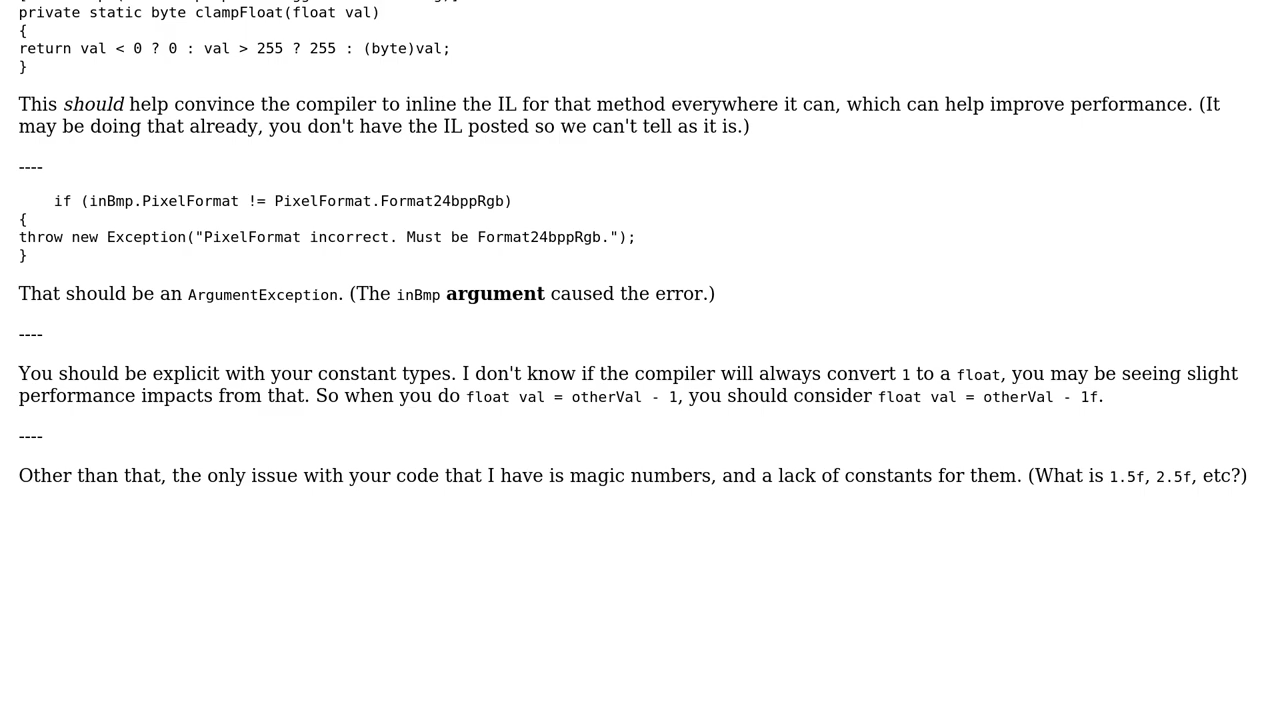 private static byte clampFloat(float val)
{
return val < 0 ? 0 : val > 255 ? 255 : (byte)val;
}
This should help convince the compiler to inline the IL for that method everywhere it can, which can help improve performance. (It
may be doing that already, you don't have the IL posted so we can't tell as it is.)
----
if (inBmp.PixelFormat != PixelFormat.Format24bppRgb)
{
throw new Exception("PixelFormat incorrect. Must be Format24bppRgb.");
}
That should be an ArgumentException. (The inBmp argument caused the error.)
----
You should be explicit with your constant types. I don't know if the compiler will always convert 1 to a float, you may be seeing slight
performance impacts from that. So when you do float val = otherVal - 1, you should consider float val = otherVal - 1f.
----
Other than that, the only issue with your code that I have is magic numbers, and a lack of constants for them. (What is 1.5f, 2.5f, etc?)